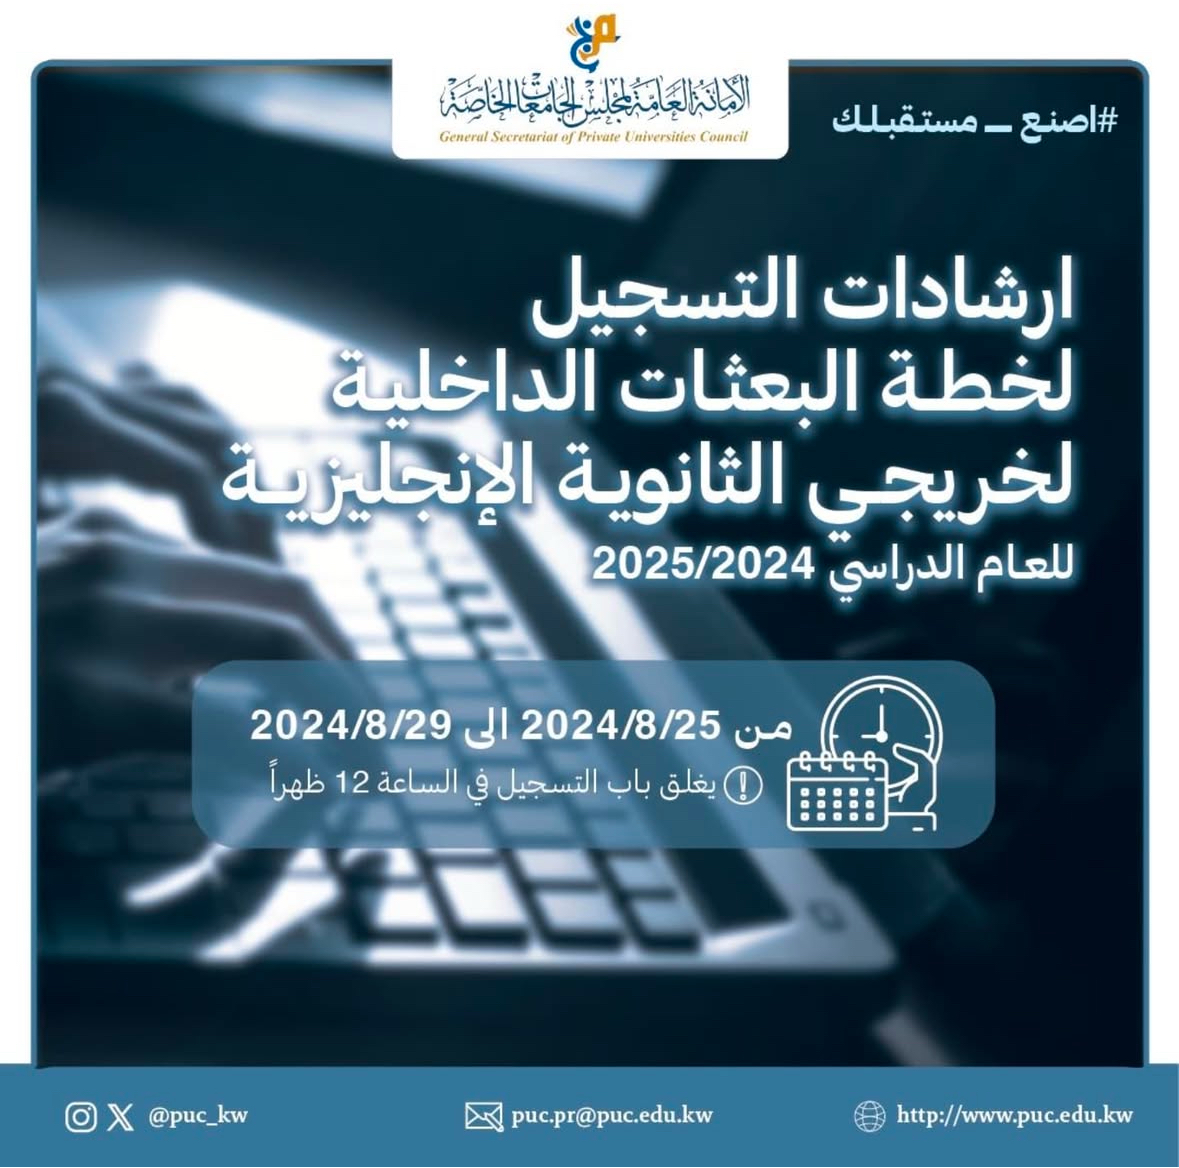 الأمانة العامة لمجلس الجامعات الخاصة
General Secretariat of Private Universities Council
#اصنع _ مستقبلك
ارشادات التسجيل
لخطة البعثات الداخلية
لخريجي الثانوية الإنجليزية
للعام الدراسي 2025/2024
من 2024/8/25 الى 2024/8/29
يغلق باب التسجيل في الساعة 12 ظهراً
@puc_kw
puc.pr@puc.edu.kw
http://www.puc.edu.kw